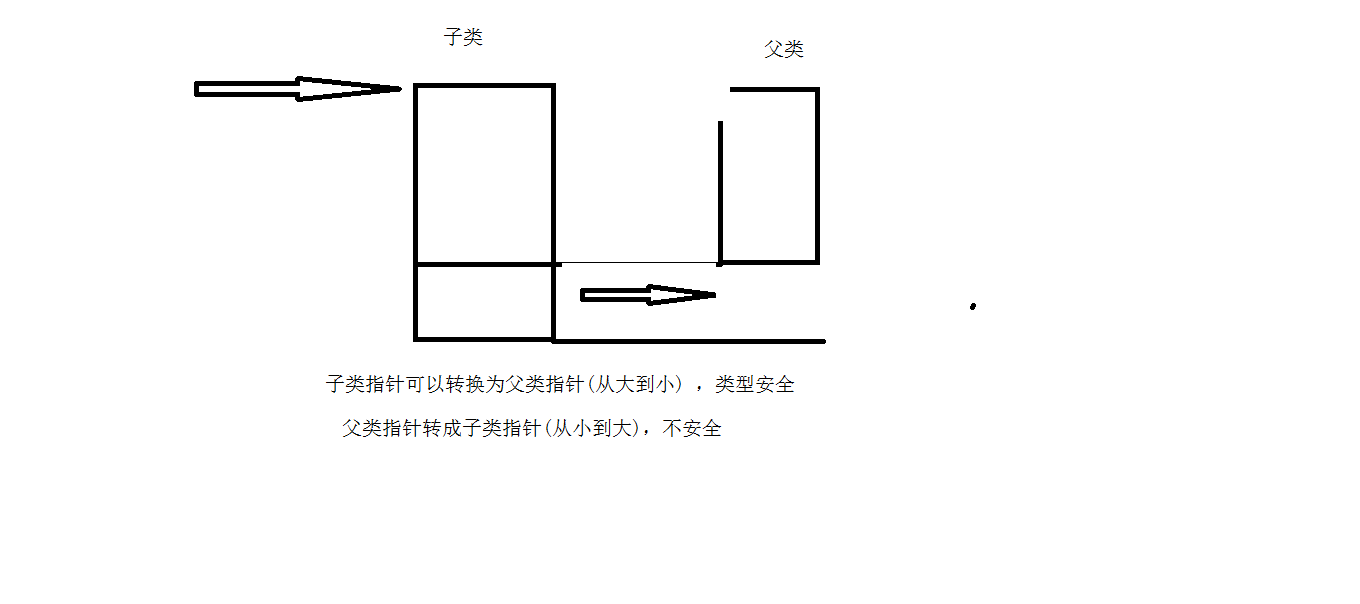 子类
父类
子类指针可以转换为父类指针(从大到小) ，类型安全
父类指针转成子类指针(从小到大)，不安全